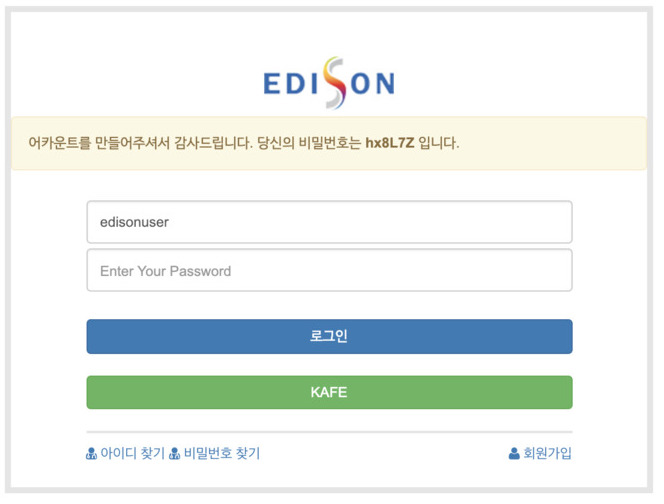 EDISON
어카운트를 만들어주셔서 감사드립니다. 당신의 비밀번호는 hx8L7Z 입니다.
edisonuser
Enter Your Password
로그인
KAFE
아이디 찾기 비밀번호 찾기 회원가입